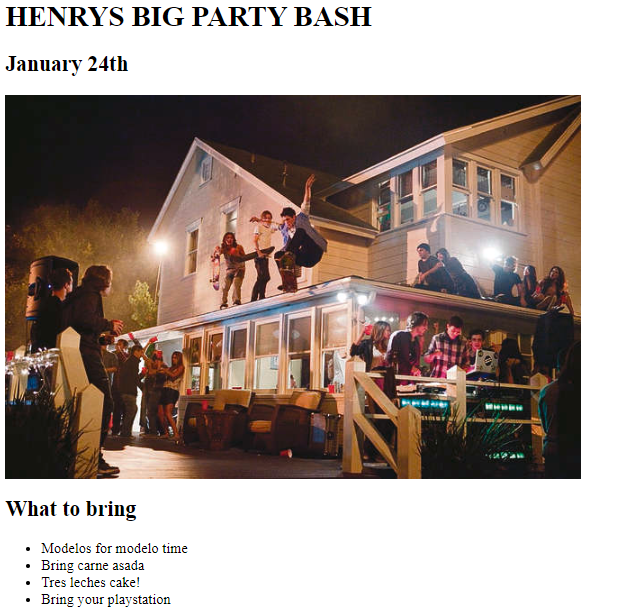 HENRYS BIG PARTY BASH
January 24th
What to bring
Modelos for modelo time
Bring carne asada
Tres leches cake!
Bring your playstation